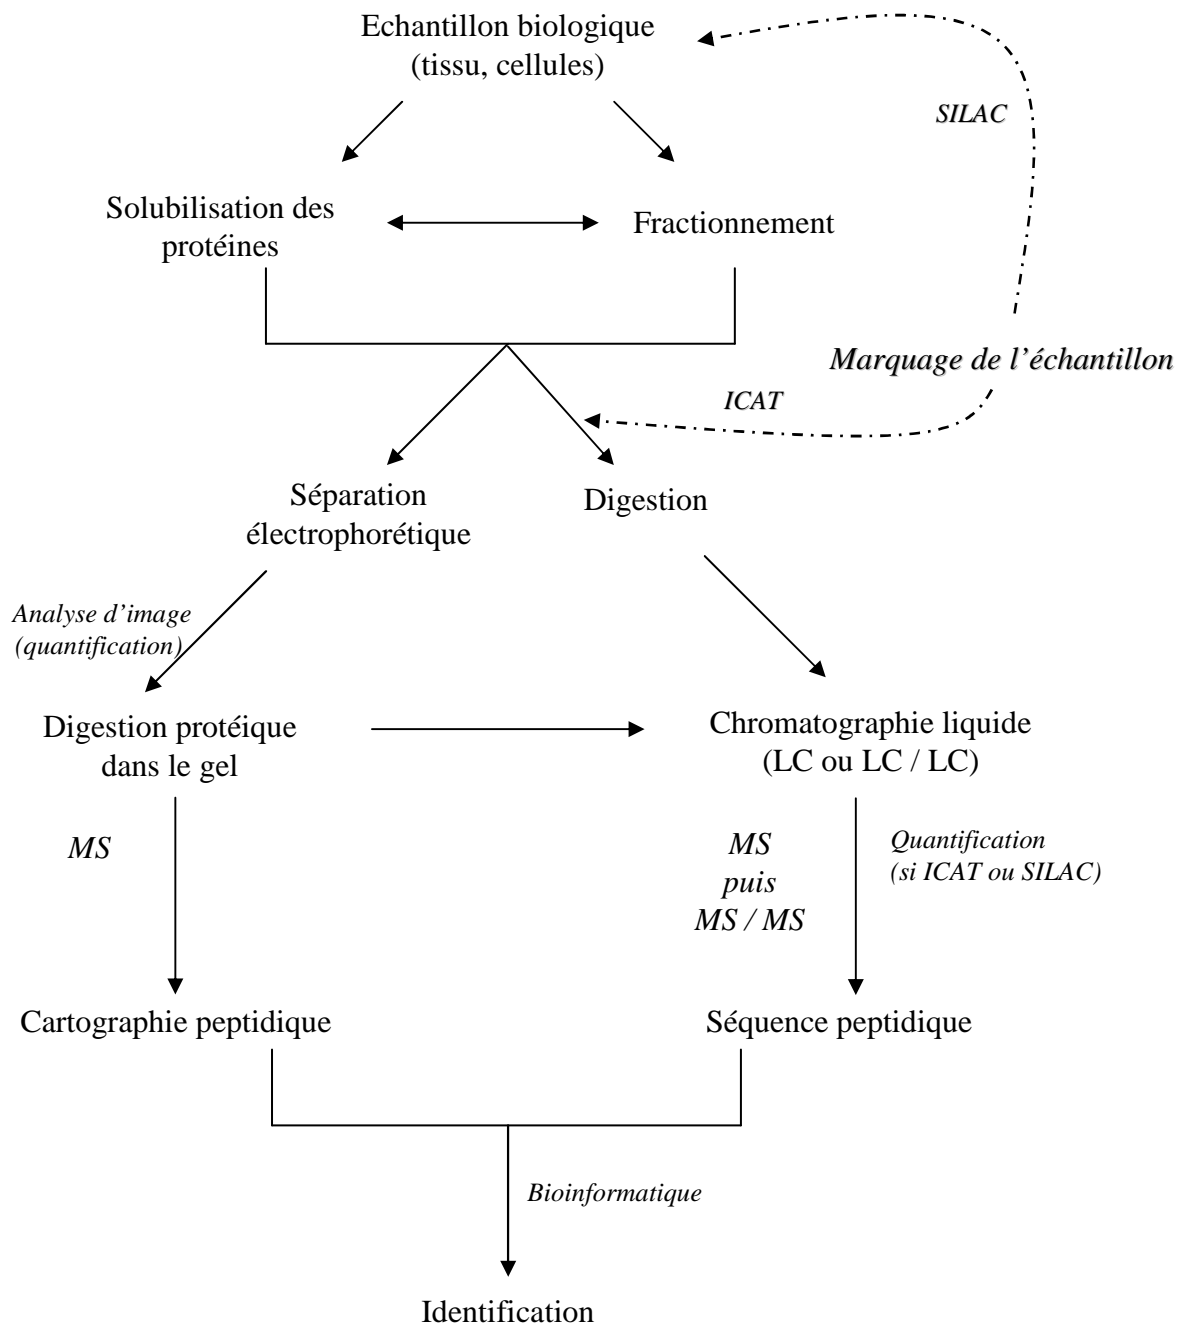 Echantillon biologique
(tissu, cellules)
SILAC
Solubilisation des
protéines
Fractionnement
Marquage de l’échantillon
ICAT
Séparation
électrophorétique
Digestion
Analyse d’image
(quantification)
Digestion protéique
dans le gel
Chromatographie liquide
(LC ou LC / LC)
MS
MS
puis
MS / MS
Quantification
(si ICAT ou SILAC)
Cartographie peptidique
Séquence peptidique
Bioinformatique
Identification